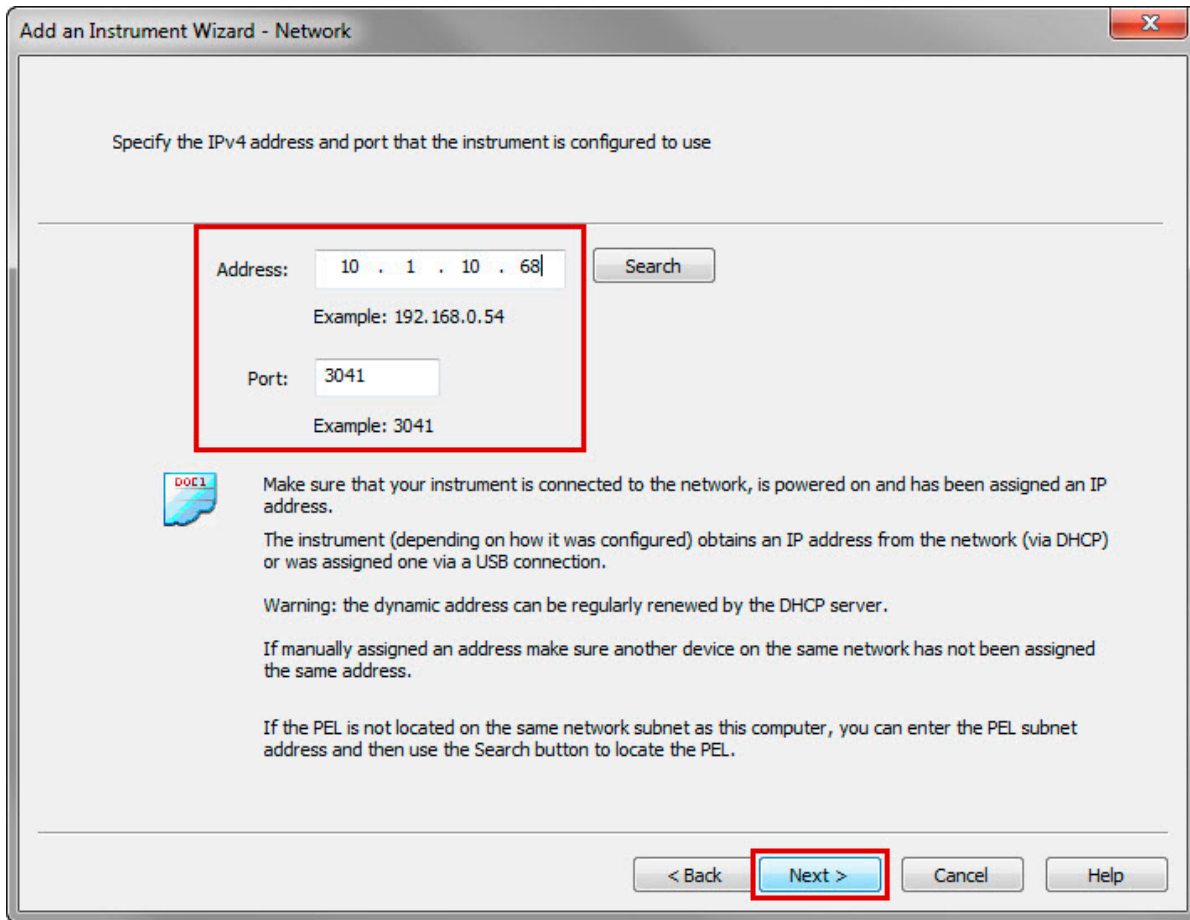 Add an Instrument Wizard - Network
X
Specify the IPv4 address and port that the instrument is configured to use
Address: 10 . 1 . 10 . 68 Search
Example: 192.168.0.54
Port: 3041
Example: 3041
DOC1
Make sure that your instrument is connected to the network, is powered on and has been assigned an IP
address.
The instrument (depending on how it was configured) obtains an IP address from the network (via DHCP)
or was assigned one via a USB connection.
Warning: the dynamic address can be regularly renewed by the DHCP server.
If manually assigned an address make sure another device on the same network has not been assigned
the same address.
If the PEL is not located on the same network subnet as this computer, you can enter the PEL subnet
address and then use the Search button to locate the PEL.
< Back Next > Cancel Help